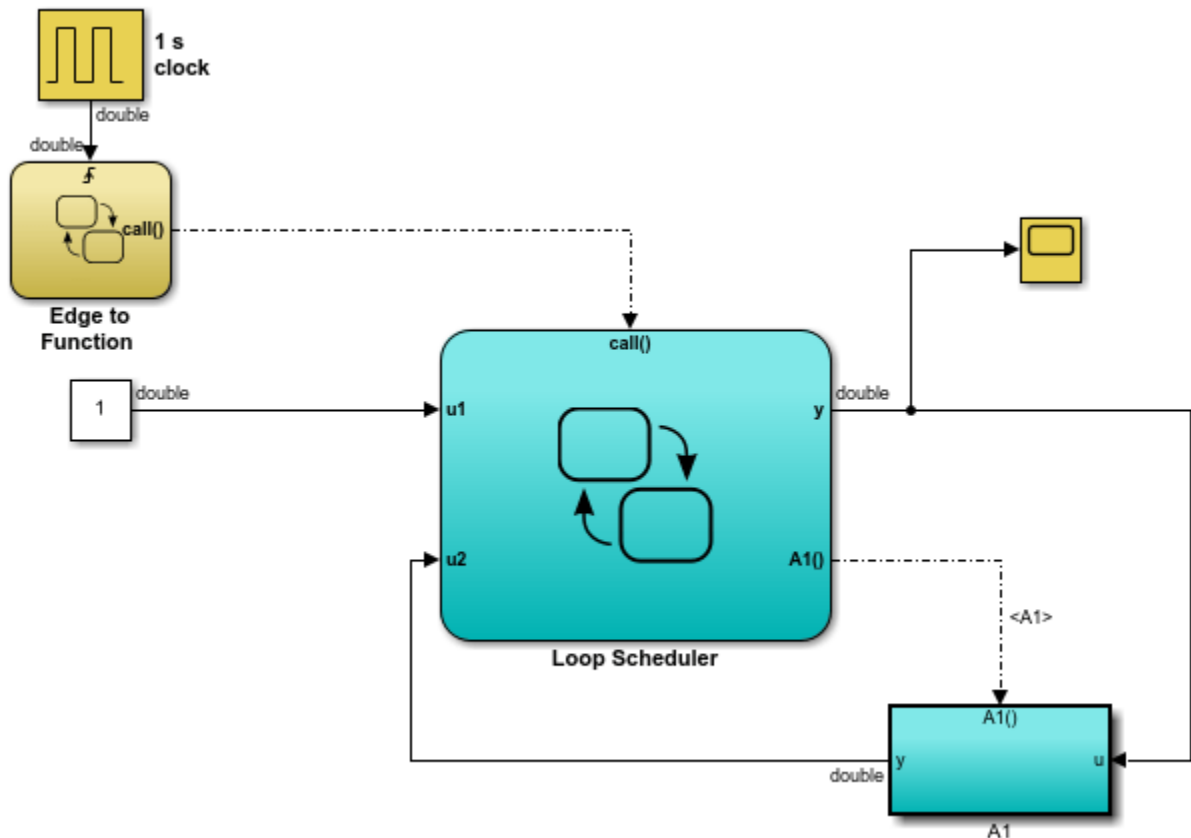 1 s
clock
double
double
call()
Edge to
Function
call()
1
double
u1
y
double
u2
A1()
<A1>
Loop Scheduler
A1()
y
u
double
A1